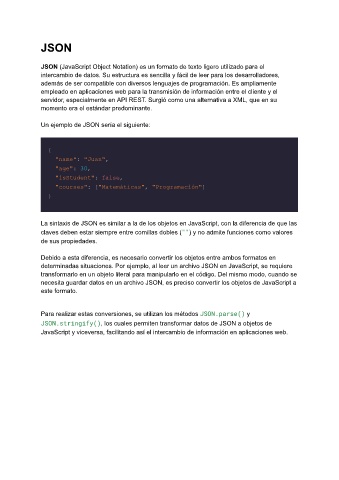 JSON
JSON (JavaScript Object Notation) es un formato de texto ligero utilizado para el
intercambio de datos. Su estructura es sencilla y fácil de leer para los desarrolladores,
además de ser compatible con diversos lenguajes de programación. Es ampliamente
empleado en aplicaciones web para la transmisión de información entre el cliente y el
servidor, especialmente en API REST. Surgió como una alternativa a XML, que en su
momento era el estándar predominante.
Un ejemplo de JSON sería el siguiente:
{
"name": "Juan",
"age": 30,
"isStudent": false,
"courses": ["Matemáticas", "Programación"]
}
La sintaxis de JSON es similar a la de los objetos en JavaScript, con la diferencia de que las
claves deben estar siempre entre comillas dobles (" ") y no admite funciones como valores
de sus propiedades.
Debido a esta diferencia, es necesario convertir los objetos entre ambos formatos en
determinadas situaciones. Por ejemplo, al leer un archivo JSON en JavaScript, se requiere
transformarlo en un objeto literal para manipularlo en el código. Del mismo modo, cuando se
necesita guardar datos en un archivo JSON, es preciso convertir los objetos de JavaScript a
este formato.
Para realizar estas conversiones, se utilizan los métodos JSON.parse() y
JSON.stringify(), los cuales permiten transformar datos de JSON a objetos de
JavaScript y viceversa, facilitando así el intercambio de información en aplicaciones web.